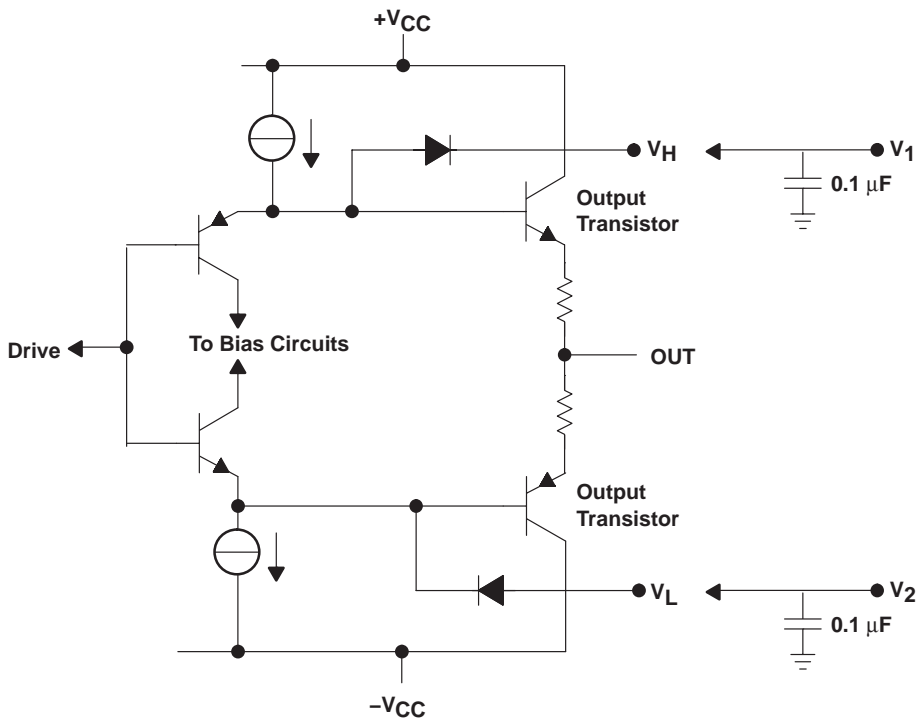 +VCC
VH
V1
0.1 μF
Output
Transistor
To Bias Circuits
Drive
OUT
Output
Transistor
VL
V2
0.1 μF
–VCC